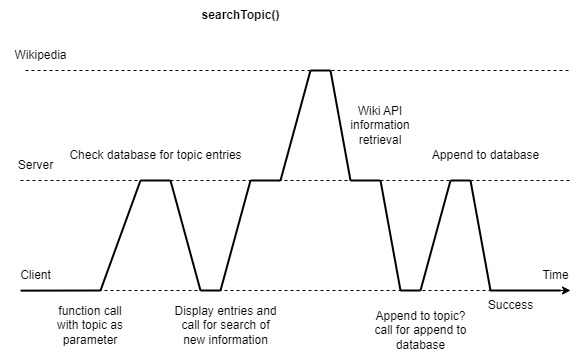 searchTopic()
Wikipedia
Wiki API
information
retrieval
Check database for topic entries
Append to database
Server
Client
Time
function call
with topic as
parameter
Display entries and
call for search of
new information
Append to topic?
call for append to
database
Success